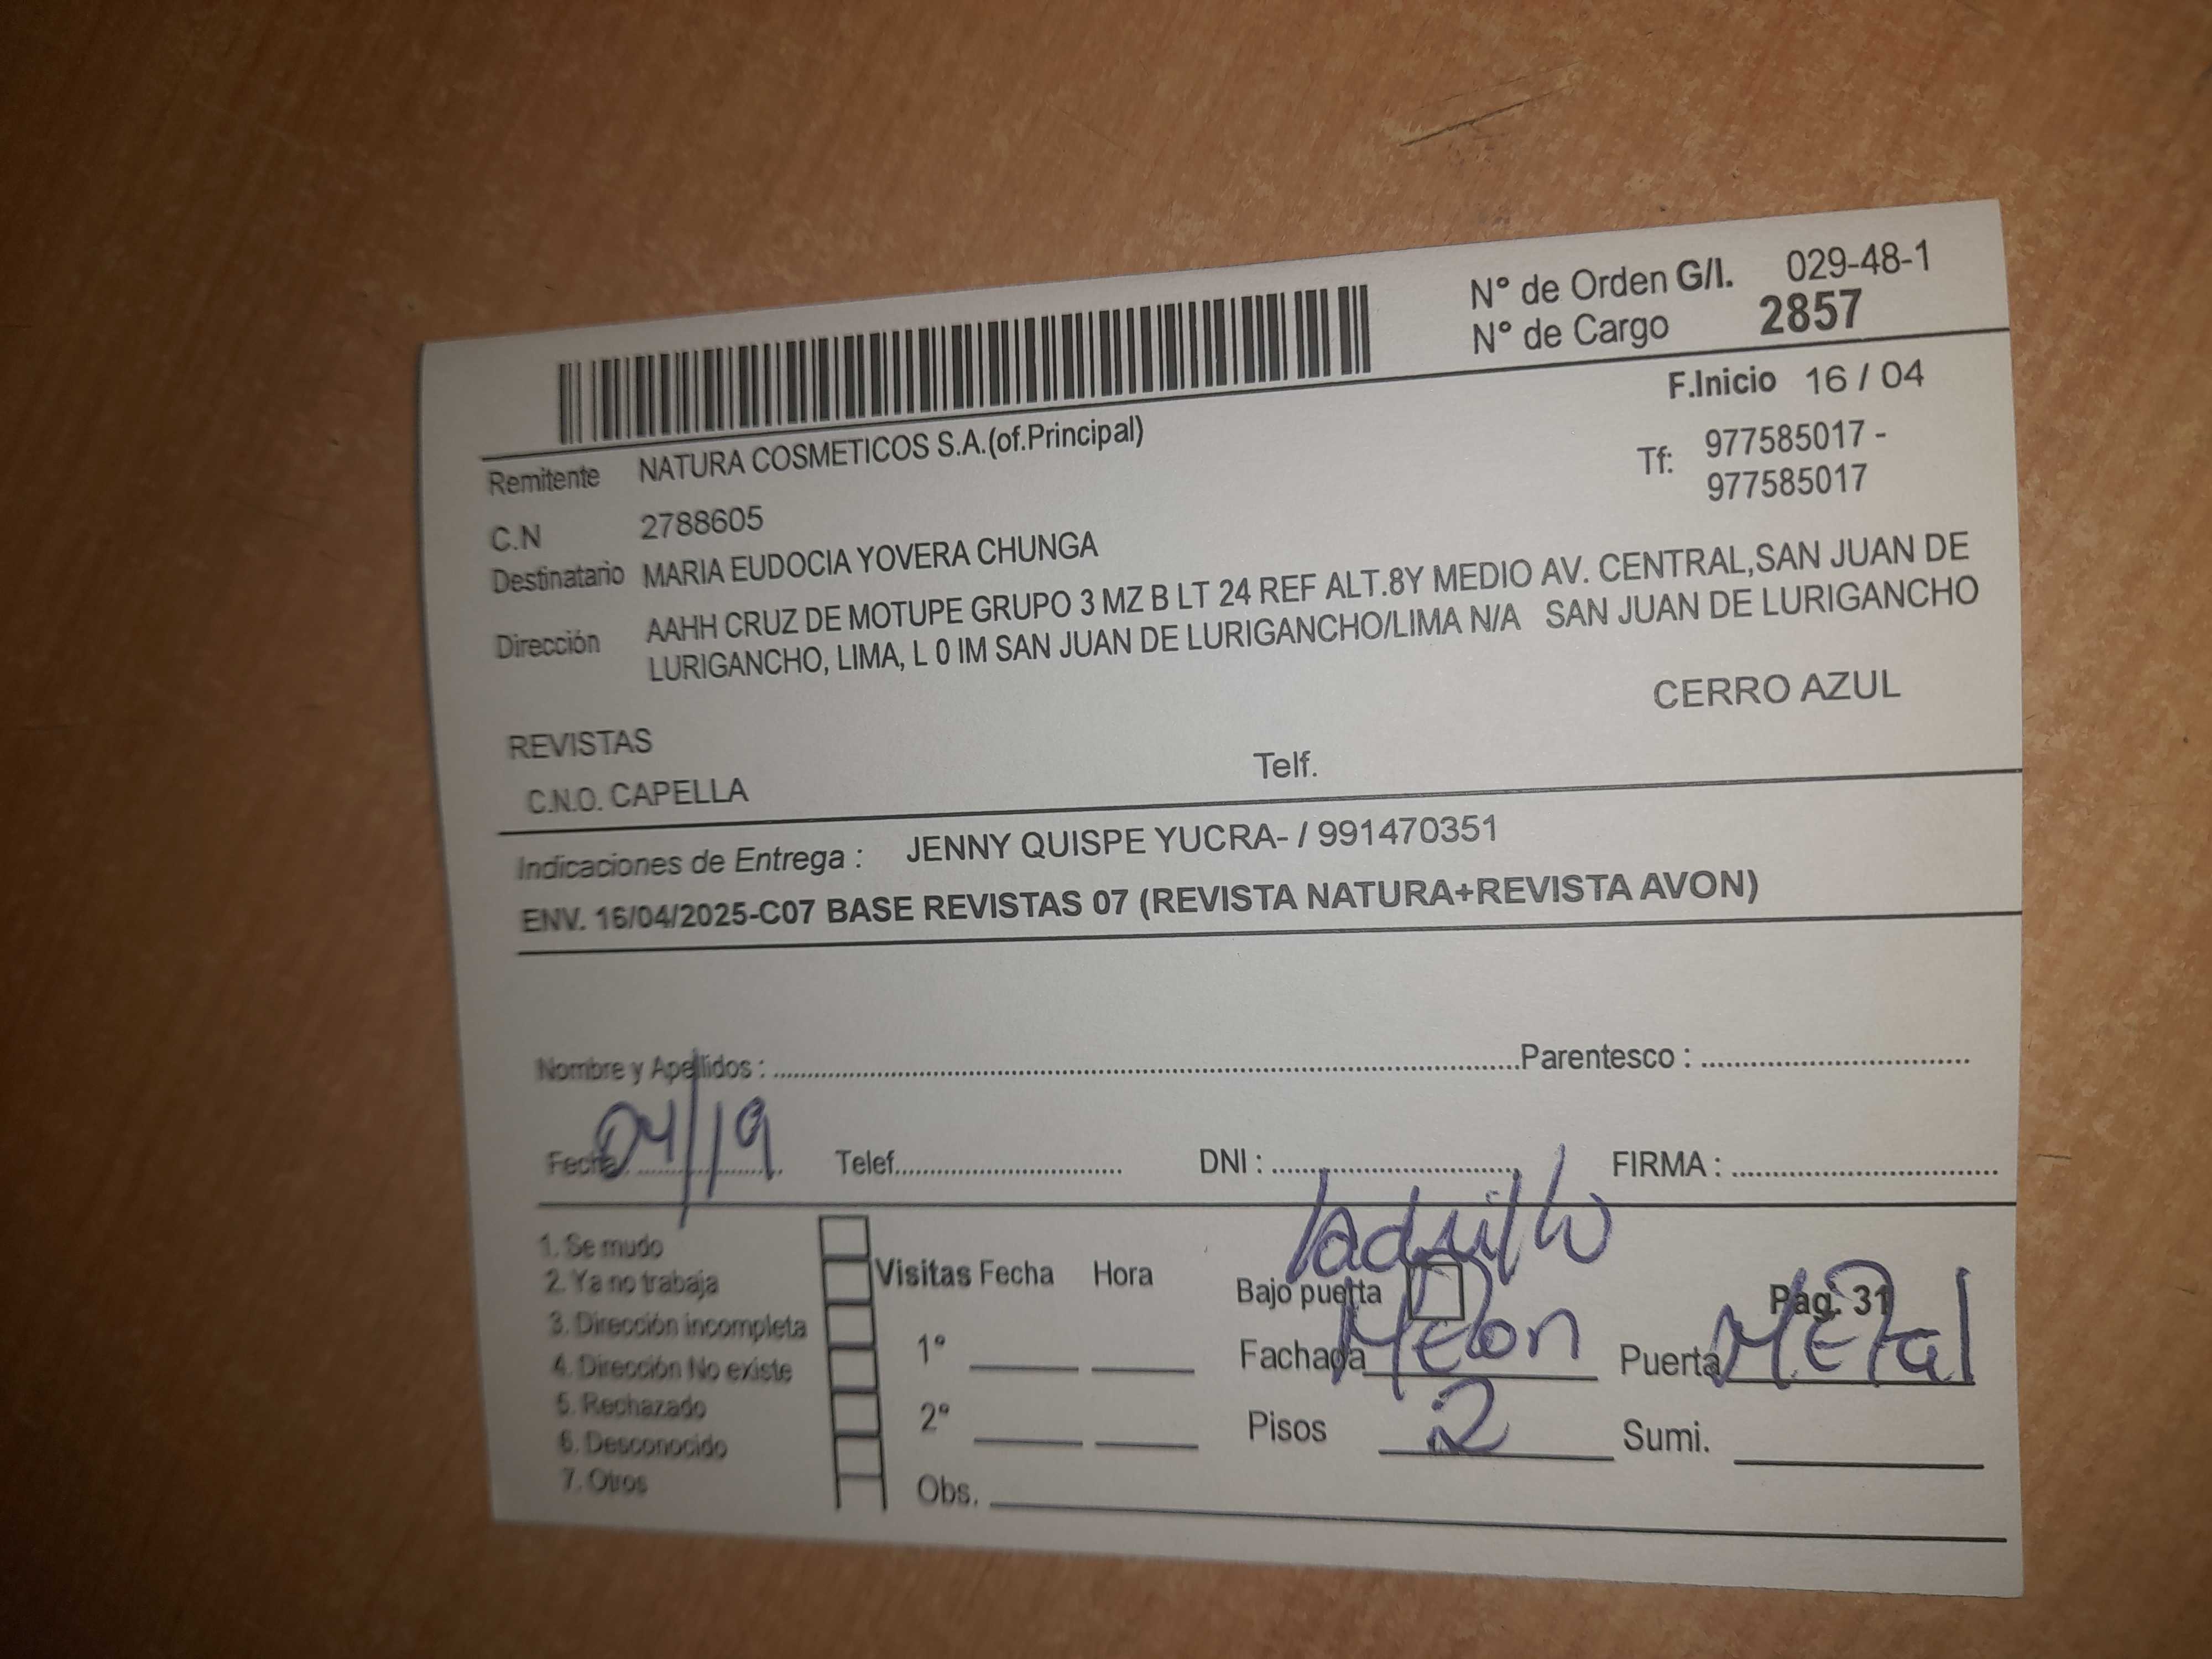 N° de Orden G/I. 029-48-1
N° de Cargo 2857
F.Inicio 16 / 04
Remitente NATURA COSMETICOS S.A.(of.Principal)
Tf: 977585017 -
977585017
C.N 2788605
Destinatario MARIA EUDOCIA YOVERA CHUNGA
Dirección AAHH CRUZ DE MOTUPE GRUPO 3 MZ B LT 24 REF ALT.8Y MEDIO AV. CENTRAL,SAN JUAN DE
LURIGANCHO, LIMA, L 0 IM SAN JUAN DE LURIGANCHO/LIMA N/A SAN JUAN DE LURIGANCHO
CERRO AZUL
REVISTAS
C.N.O. CAPELLA Telf.
Indicaciones de Entrega : JENNY QUISPE YUCRA- / 991470351
ENV. 16/04/2025-C07 BASE REVISTAS 07 (REVISTA NATURA+REVISTA AVON)
Nombre y Apellidos : Parentesco :
Fecha 04/19 Telef. DNI : FIRMA :
ladrillo
1. Se mudo
2. Ya no trabaja
3. Dirección incompleta
4. Dirección No existe
5. Rechazado
6. Desconocido
7. Otros
Visitas Fecha Hora
1°
2°
Obs.
Bajo puerta Pág. 31
Fachada Puerta Metal
Pisos 2 Sumi.